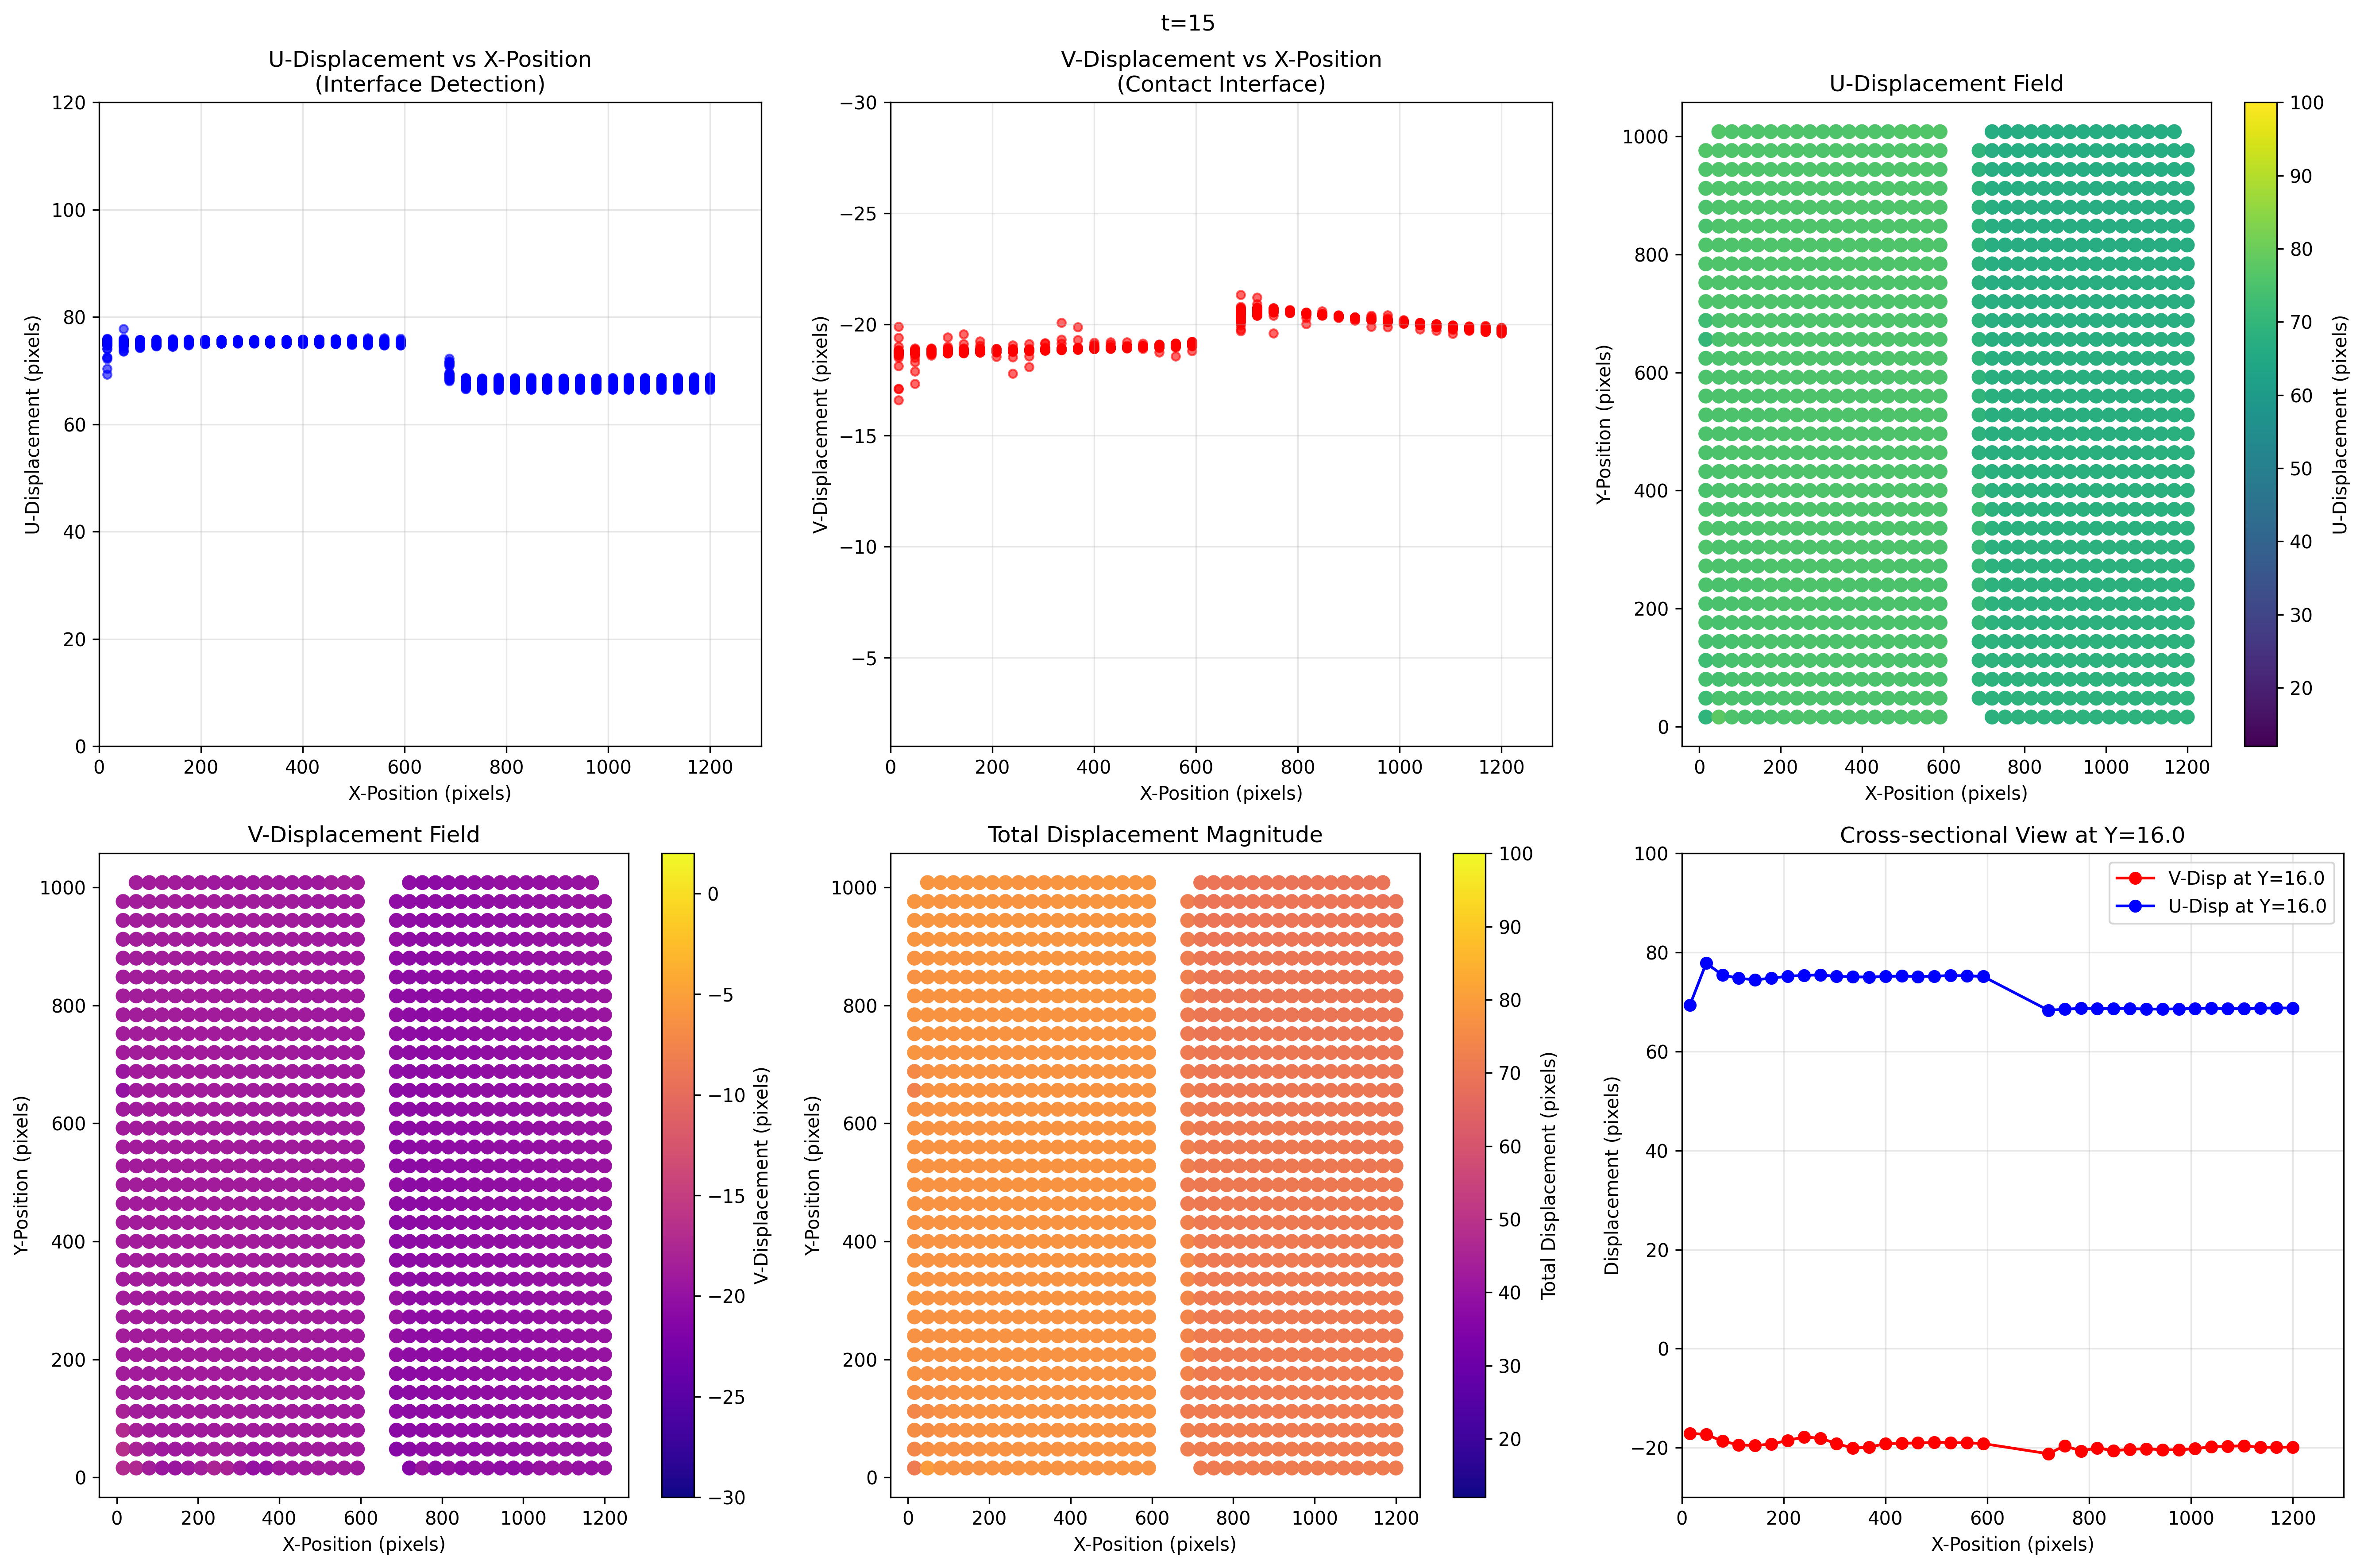 t=15
U-Displacement vs X-Position
(Interface Detection)
120
100
80
60
40
20
0
0 200 400 600 800 1000 1200
X-Position (pixels)
U-Displacement (pixels)
V-Displacement vs X-Position
(Contact Interface)
−30
−25
−20
−15
−10
−5
0 200 400 600 800 1000 1200
X-Position (pixels)
V-Displacement (pixels)
U-Displacement Field
1000
800
600
400
200
0
0 200 400 600 800 1000 1200
X-Position (pixels)
Y-Position (pixels)
100
90
80
70
60
50
40
30
20
U-Displacement (pixels)
V-Displacement Field
1000
800
600
400
200
0
0 200 400 600 800 1000 1200
X-Position (pixels)
Y-Position (pixels)
0
−5
−10
−15
−20
−25
−30
V-Displacement (pixels)
Total Displacement Magnitude
1000
800
600
400
200
0
0 200 400 600 800 1000 1200
X-Position (pixels)
Y-Position (pixels)
100
90
80
70
60
50
40
30
20
Total Displacement (pixels)
Cross-sectional View at Y=16.0
V-Disp at Y=16.0
U-Disp at Y=16.0
100
80
60
40
20
0
−20
0 200 400 600 800 1000 1200
X-Position (pixels)
Displacement (pixels)